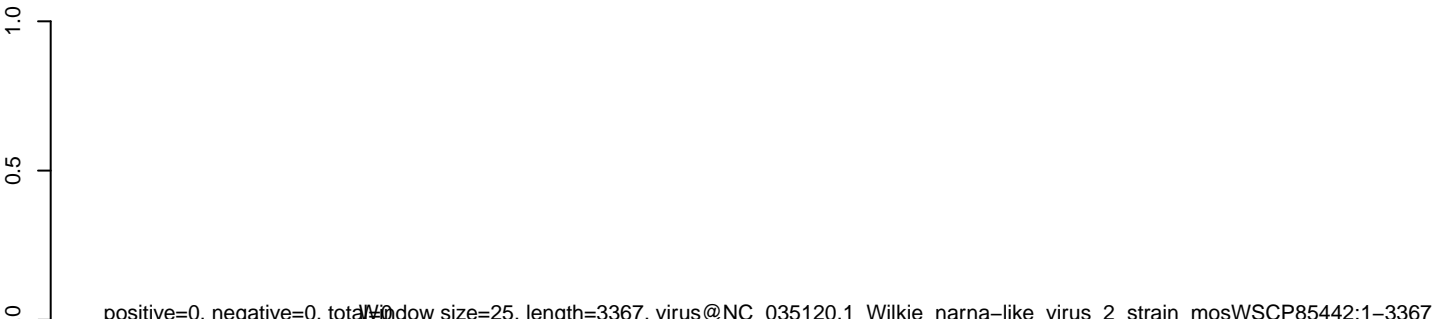 1.0
0.5
0
positive=0, negative=0, total=0
Window size=25, length=3367, virus@NC_035120.1_Wilkie_narna−like_virus_2_strain_mosWSCP85442:1−3367